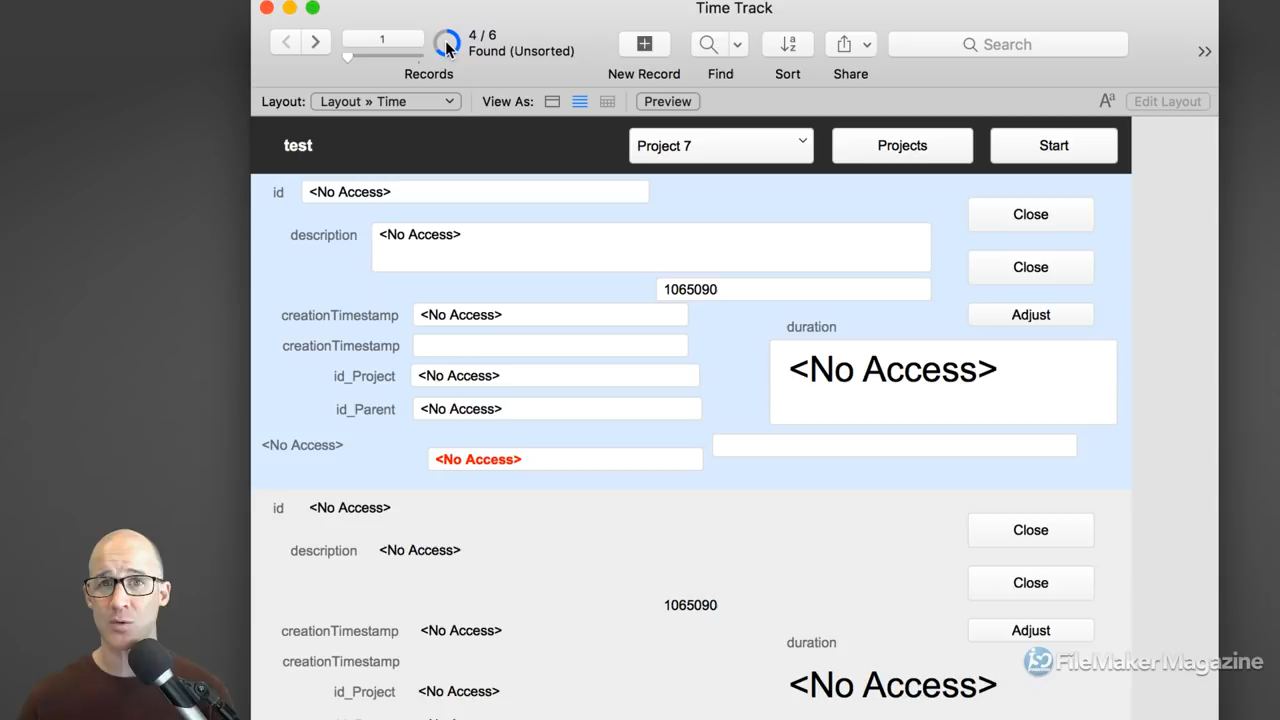 Time Track
1
4 / 6
Found (Unsorted)
Records
New Record
Find
Sort
Share
Search
Layout: Layout » Time
View As:
Preview
Aa
Edit Layout
test
Project 7
Projects
Start
id <No Access>
Close
description <No Access>
Close
1065090
creationTimestamp <No Access>
Adjust
duration
creationTimestamp
<No Access>
id_Project <No Access>
id_Parent <No Access>
<No Access>
<No Access>
id <No Access>
Close
description <No Access>
Close
1065090
creationTimestamp <No Access>
Adjust
duration
creationTimestamp
FileMakerMagazine
<No Access>
id_Project <No Access>